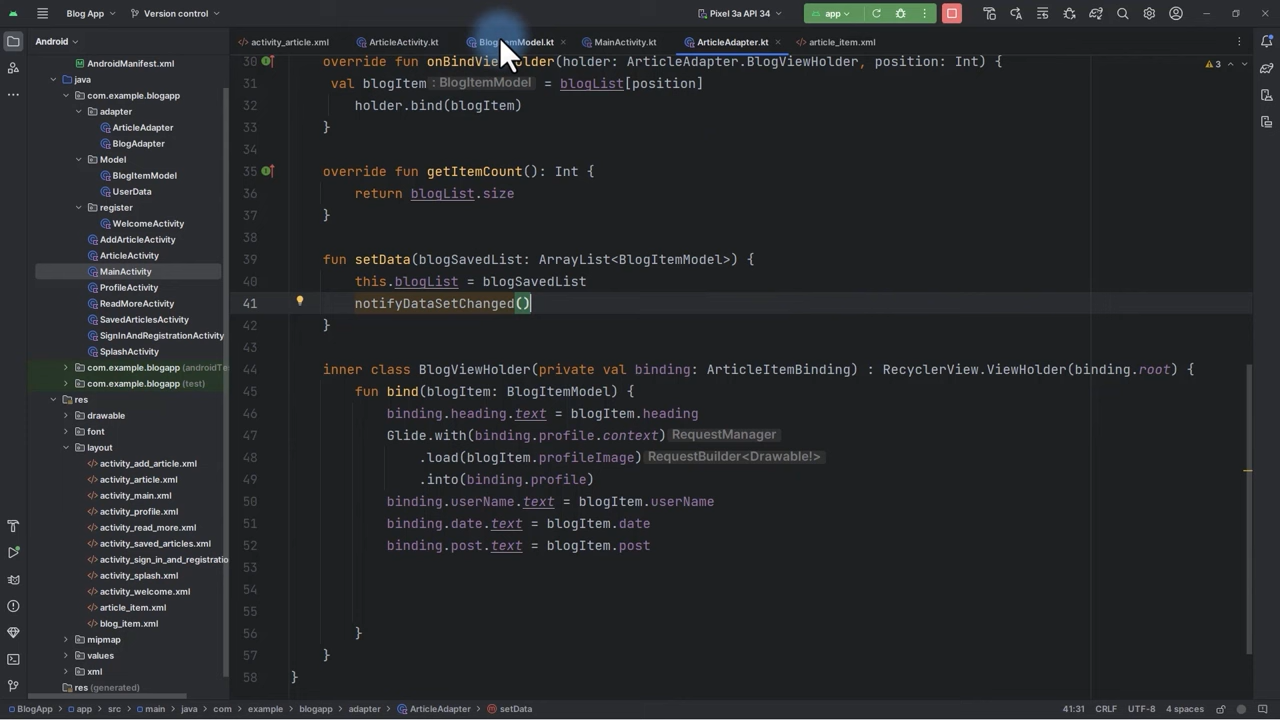 Blog App
Version control
Pixel 3a API 34
app
Android
activity_article.xml
ArticleActivity.kt
MainActivity.kt
ArticleAdapter.kt
article_item.xml
AndroidManifest.xml
java
com.example.blogapp
adapter
ArticleAdapter
BlogAdapter
Model
BlogItemModel
UserData
register
WelcomeActivity
AddArticleActivity
ArticleActivity
MainActivity
ProfileActivity
ReadMoreActivity
SavedArticlesActivity
SignInAndRegistrationActivity
SplashActivity
com.example.blogapp (androidTe
com.example.blogapp (test)
res
drawable
font
layout
activity_add_article.xml
activity_article.xml
activity_main.xml
activity_profile.xml
activity_read_more.xml
activity_saved_articles.xml
activity_sign_in_and_registration
activity_splash.xml
activity_welcome.xml
article_item.xml
blog_item.xml
mipmap
values
xml
res (generated)
3
30 override fun (holder: ArticleAdapter.BlogViewHolder, position: Int) {
31 val blogItem : BlogItemModel = blogList[position]
32 holder.bind(blogItem)
33 }
34
35 override fun getItemCount(): Int {
36 return blogList.size
37 }
38
39 fun setData(blogSavedList: ArrayList<BlogItemModel>) {
40 this.blogList = blogSavedList
41 notifyDataSetChanged()
42 }
43
44 inner class BlogViewHolder(private val binding: ArticleItemBinding) : RecyclerView.ViewHolder(binding.root) {
45 fun bind(blogItem: BlogItemModel) {
46 binding.heading.text = blogItem.heading
47 Glide.with(binding.profile.context) RequestManager
48 .load(blogItem.profileImage) RequestBuilder<Drawable!>
49 .into(binding.profile)
50 binding.userName.text = blogItem.userName
51 binding.date.text = blogItem.date
52 binding.post.text = blogItem.post
53
54
55
56 }
57 }
58 }
BlogApp > app > src > main > java > com > example > blogapp > adapter > ArticleAdapter > setData
41:31 CRLF UTF-8 4 spaces